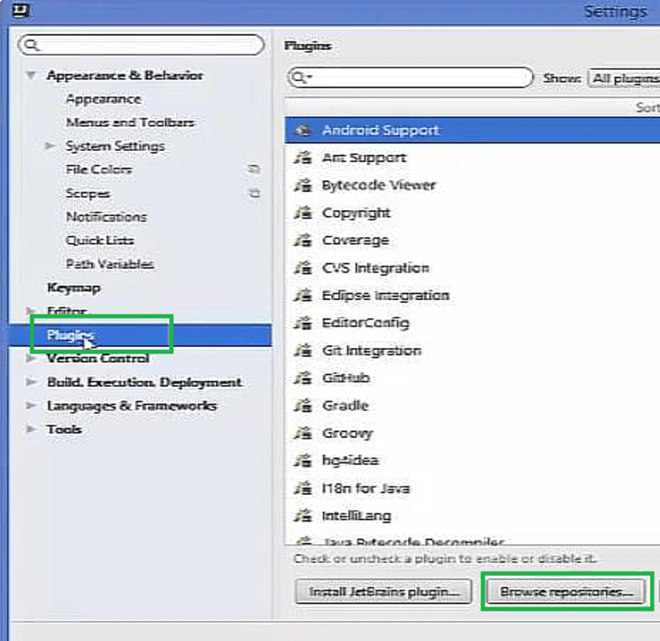 Settings
Appearance & Behavior
Appearance
Menus and Toolbars
System Settings
File Colors
Scopes
Notifications
Quick Lists
Path Variables
Keymap
Editor
Plugins
Version Control
Build, Execution, Deployment
Languages & Frameworks
Tools
Plugins
Show: All plugins
Sort
Android Support
Ant Support
Bytecode Viewer
Copyright
Coverage
CVS Integration
Eclipse Integration
EditorConfig
Git Integration
GitHub
Gradle
Groovy
hg4idea
I18n for Java
IntelliLang
Java Bytecode Decompiler
Check or uncheck a plugin to enable or disable it.
Install JetBrains plugin...
Browse repositories...